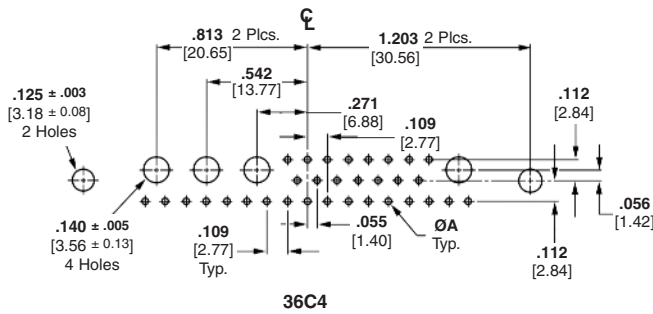 ℄
.813 2 Plcs.
[20.65]
1.203 2 Plcs.
[30.56]
.542
[13.77]
.125 ± .003
[3.18 ± 0.08]
2 Holes
.271
[6.88]
.112
[2.84]
.109
[2.77]
.140 ± .005
[3.56 ± 0.13]
4 Holes
.109
[2.77]
Typ.
.055
[1.40]
ØA
Typ.
.056
[1.42]
.112
[2.84]
36C4